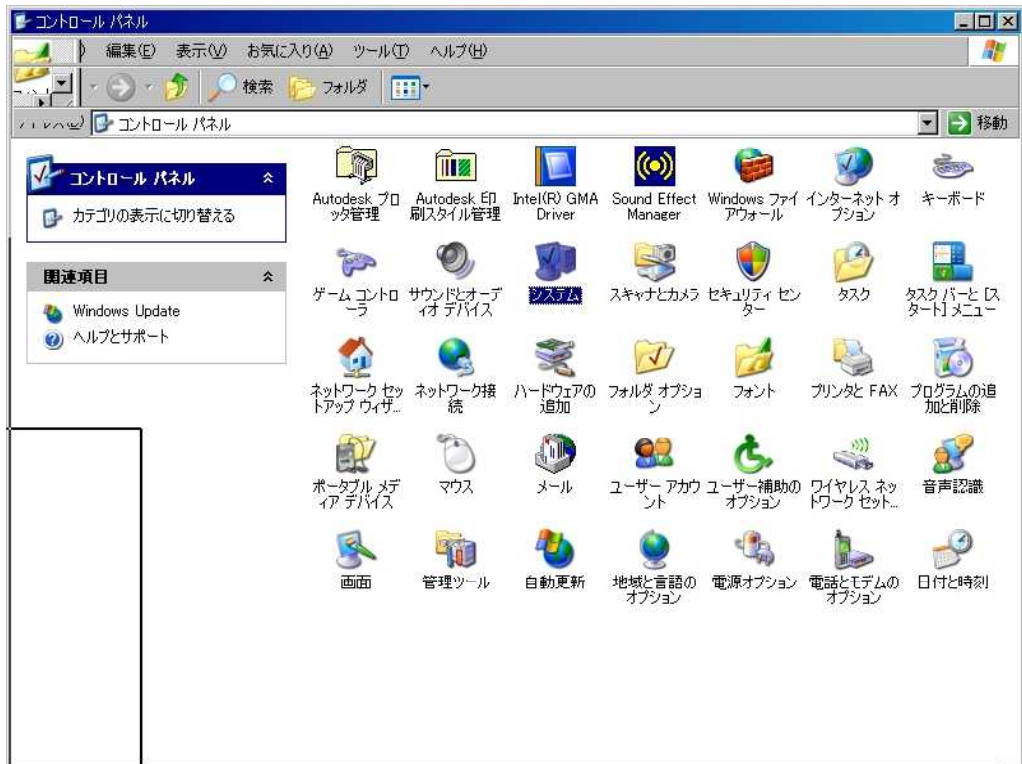 コントロール パネル
編集(E) 表示(V) お気に入り(A) ツール(T) ヘルプ(H)
検索 フォルダ
コントロール パネル 移動
コントロール パネル
カテゴリの表示に切り替える
関連項目
Windows Update
ヘルプとサポート
Autodesk プロ
ッタ管理
Autodesk 印
刷スタイル管理
Intel(R) GMA
Driver
Sound Effect
Manager
Windows ファイ
アウォール
インターネット オ
プション
キーボード
ゲーム コントロ
ーラ
サウンドとオーデ
ィオ デバイス
システム
スキャナとカメラ
セキュリティ セン
ター
タスク
タスク バーと [ス
タート] メニュー
ネットワーク セッ
トアップ ウィザ...
ネットワーク接
続
ハードウェアの
追加
フォルダ オプショ
ン
フォント
プリンタと FAX
プログラムの追
加と削除
ポータブル メデ
ィア デバイス
マウス
メール
ユーザー アカウ
ント
ユーザー補助の
オプション
ワイヤレス ネッ
トワーク セット...
音声認識
画面
管理ツール
自動更新
地域と言語の
オプション
電源オプション
電話とモデムの
オプション
日付と時刻